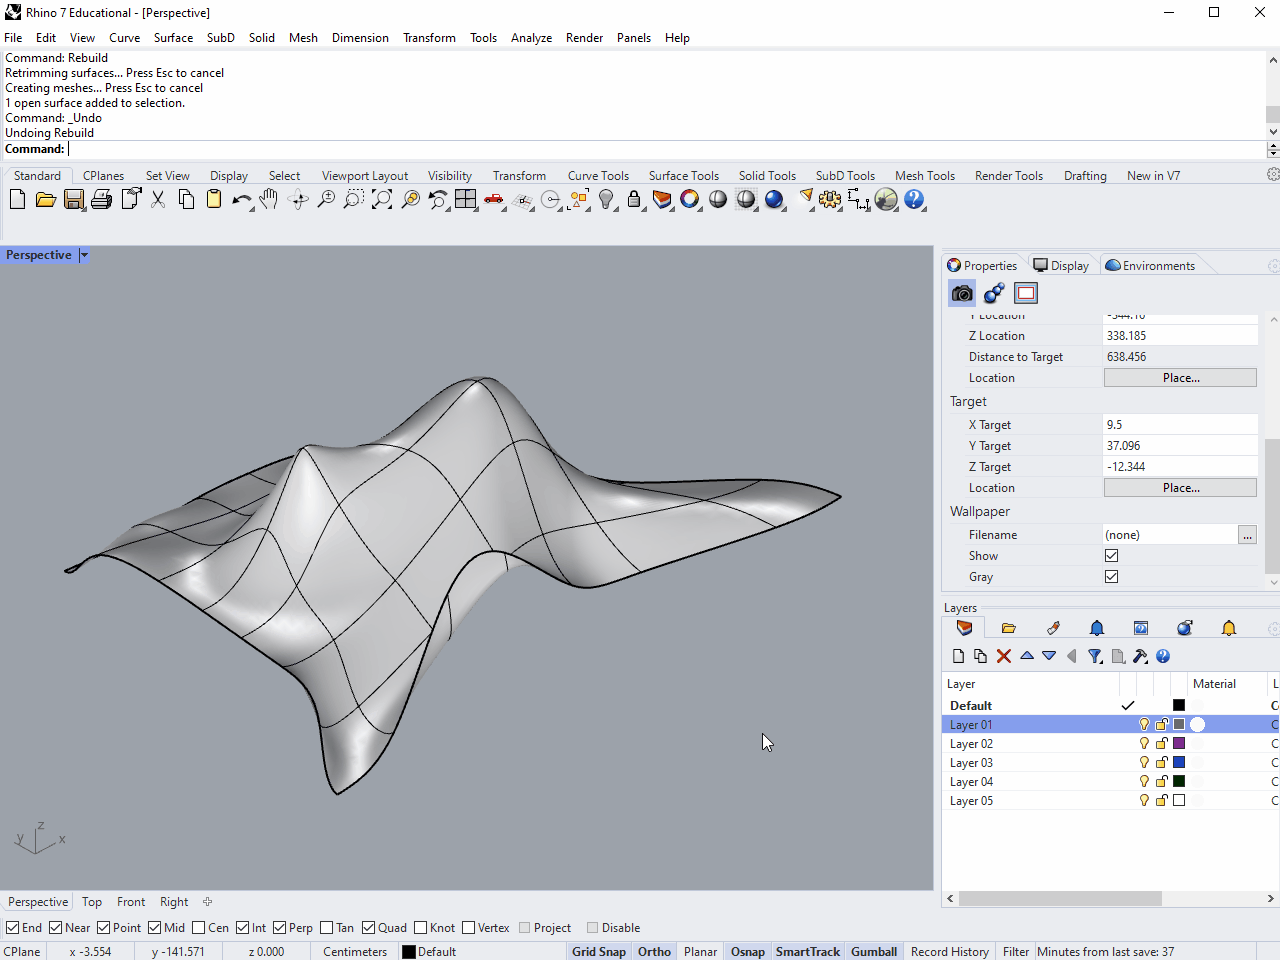 Rhino 7 Educational - [Perspective]
File Edit View Curve Surface SubD Solid Mesh Dimension Transform Tools Analyze Render Panels Help
Command: Rebuild
Retrimming surfaces... Press Esc to cancel
Creating meshes... Press Esc to cancel
1 open surface added to selection.
Command: _Undo
Undoing Rebuild
Command:
Standard CPlanes Set View Display Select Viewport Layout Visibility Transform Curve Tools Surface Tools Solid Tools SubD Tools Mesh Tools Render Tools Drafting New in V7
Perspective
Properties Display Environments
Y Location -344.16
Z Location 338.185
Distance to Target 638.456
Location Place...
Target
X Target 9.5
Y Target 37.096
Z Target -12.344
Location Place...
Wallpaper
Filename (none) ...
Show
Gray
Layers
Layer Material L
Default C
Layer 01 C
Layer 02 C
Layer 03 C
Layer 04 C
Layer 05 C
z
y x
Perspective Top Front Right
End Near Point Mid Cen Int Perp Tan Quad Knot Vertex Project Disable
CPlane x -3.554 y -141.571 z 0.000 Centimeters Default Grid Snap Ortho Planar Osnap SmartTrack Gumball Record History Filter Minutes from last save: 37